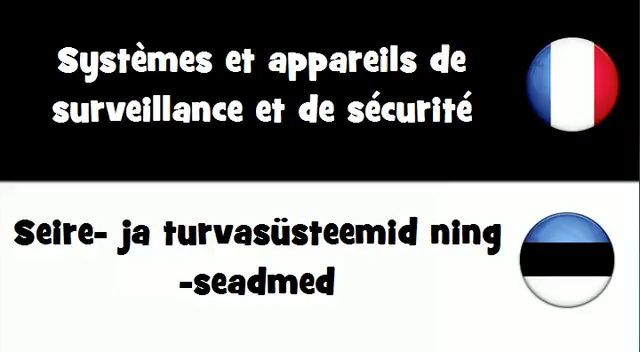 Systèmes et appareils de
surveillance et de sécurité
Seire- ja turvasüsteemid ning
-seadmed